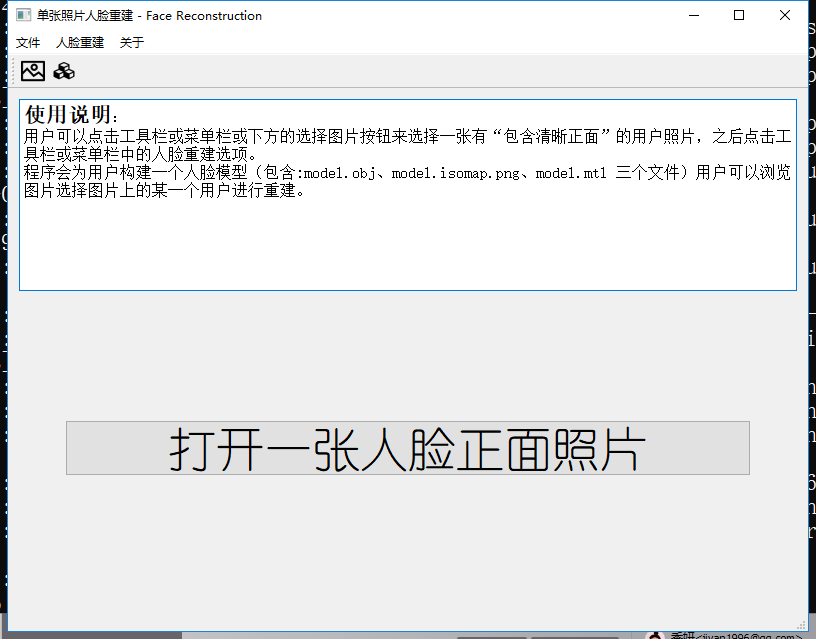 单张照片人脸重建 - Face Reconstruction
文件 人脸重建 关于
使用说明：
用户可以点击工具栏或菜单栏或下方的选择图片按钮来选择一张有“包含清晰正面”的用户照片，之后点击工
具栏或菜单栏中的人脸重建选项。
程序会为用户构建一个人脸模型（包含:model.obj、model.isomap.png、model.mtl 三个文件）用户可以浏览
图片选择图片上的某一个用户进行重建。
打开一张人脸正面照片